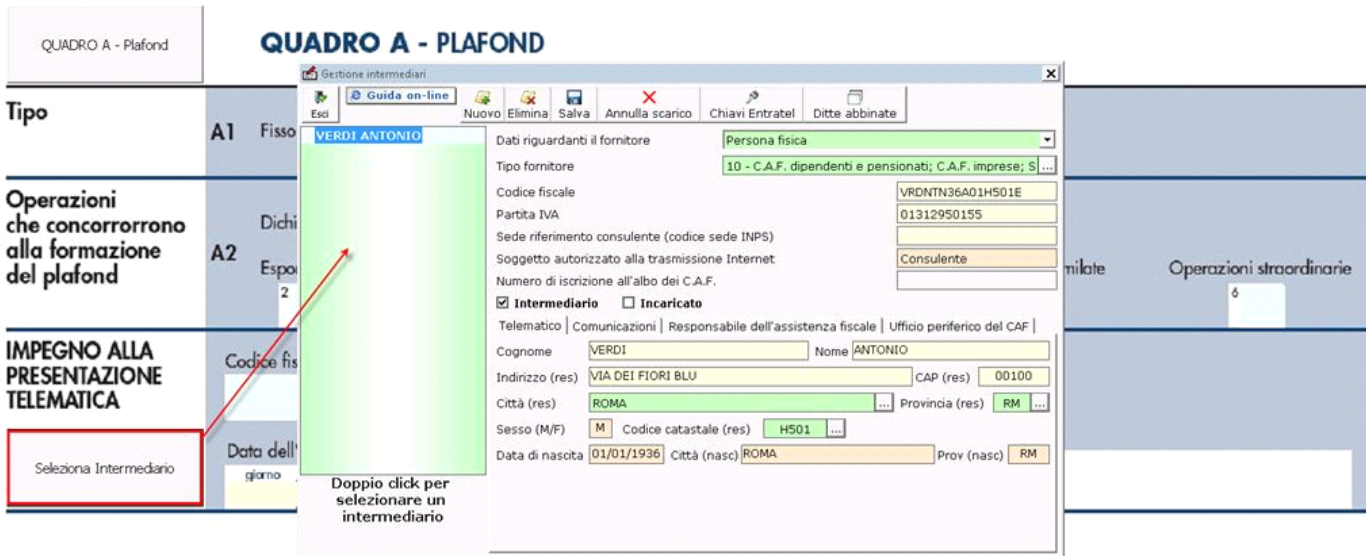 QUADRO A - Plafond
QUADRO A - PLAFOND
Tipo
A1 Fisso
Operazioni
che concorrorrono
alla formazione
del plafond
A2
2
Operazioni straordinarie
6
IMPEGNO ALLA
PRESENTAZIONE
TELEMATICA
Seleziona Intermediario
giorno
Gestione intermediari
Esci
Guida on-line
Nuovo Elimina Salva Annulla scarico Chiavi Entratel Ditte abbinate
VERDI ANTONIO
Doppio click per
selezionare un
intermediario
Dati riguardanti il fornitore Persona fisica
Tipo fornitore 10 - C.A.F. dipendenti e pensionati; C.A.F. imprese; S ...
Codice fiscale VRDNTN36A01H501E
Partita IVA 01312950155
Sede riferimento consulente (codice sede INPS)
Soggetto autorizzato alla trasmissione Internet Consulente
Numero di iscrizione all'albo dei C.A.F.
Intermediario Incaricato
Telematico Comunicazioni Responsabile dell'assistenza fiscale Ufficio periferico del CAF
Cognome VERDI Nome ANTONIO
Indirizzo (res) VIA DEI FIORI BLU CAP (res) 00100
Città (res) ROMA ... Provincia (res) RM ...
Sesso (M/F) M Codice catastale (res) H501 ...
Data di nascita 01/01/1936 Città (nasc) ROMA Prov (nasc) RM